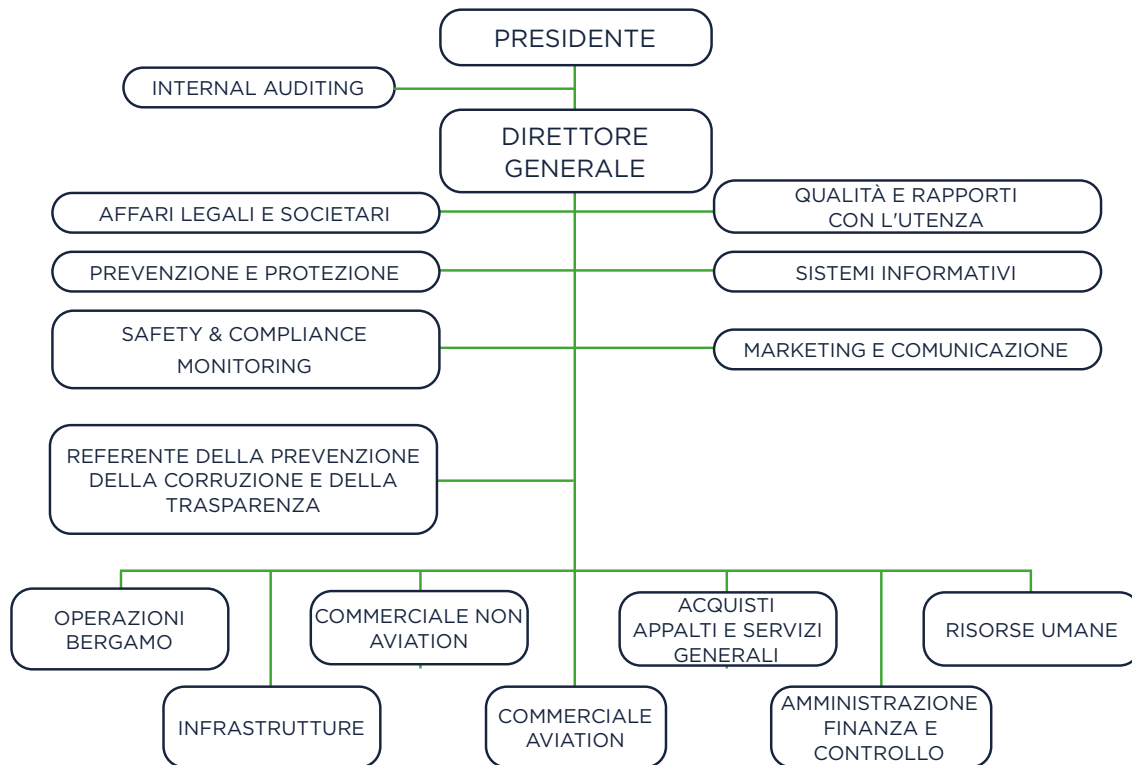 PRESIDENTE
INTERNAL AUDITING
DIRETTORE
GENERALE
AFFARI LEGALI E SOCIETARI
QUALITÀ E RAPPORTI
CON L'UTENZA
PREVENZIONE E PROTEZIONE
SISTEMI INFORMATIVI
SAFETY & COMPLIANCE
MONITORING
MARKETING E COMUNICAZIONE
REFERENTE DELLA PREVENZIONE
DELLA CORRUZIONE E DELLA
TRASPARENZA
OPERAZIONI
BERGAMO
COMMERCIALE NON
AVIATION
ACQUISTI
APPALTI E SERVIZI
GENERALI
RISORSE UMANE
INFRASTRUTTURE
COMMERCIALE
AVIATION
AMMINISTRAZIONE
FINANZA E
CONTROLLO